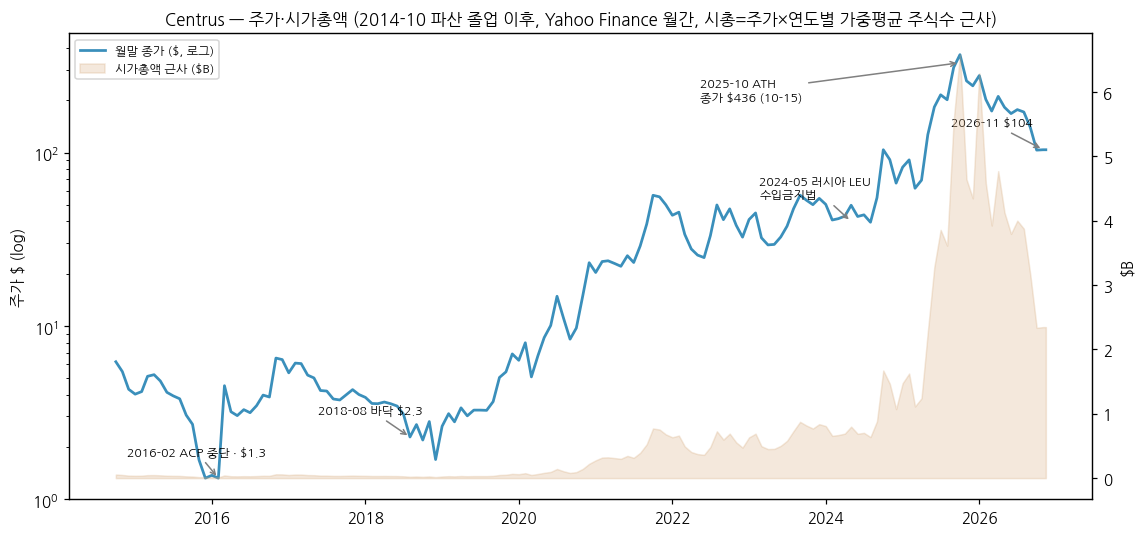 Centrus — 주가·시가총액 (2014-10 파산 졸업 이후, Yahoo Finance 월간, 시총=주가×연도별 가중평균 주식수 근사)
월말 종가 ($, 로그)
시가총액 근사 ($B)
2025-10 ATH
종가 $436 (10-15)
2026-11 $104
2024-05 러시아 LEU
수입금지법
2018-08 바닥 $2.3
2016-02 ACP 중단 · $1.3
주가 $ (log)
10²
10¹
10⁰
$B
6
5
4
3
2
1
0
2016
2018
2020
2022
2024
2026